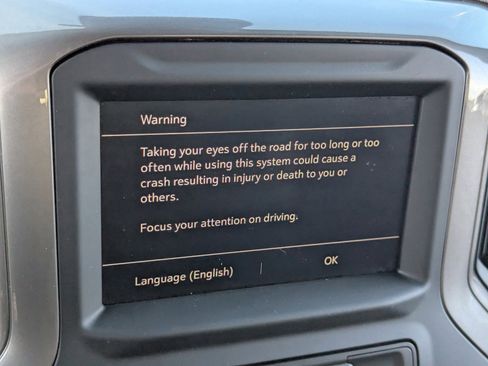 Warning
Taking your eyes off the road for too long or too
often while using this system could cause a
crash resulting in injury or death to you or
others.
Focus your attention on driving.
Language (English) | OK